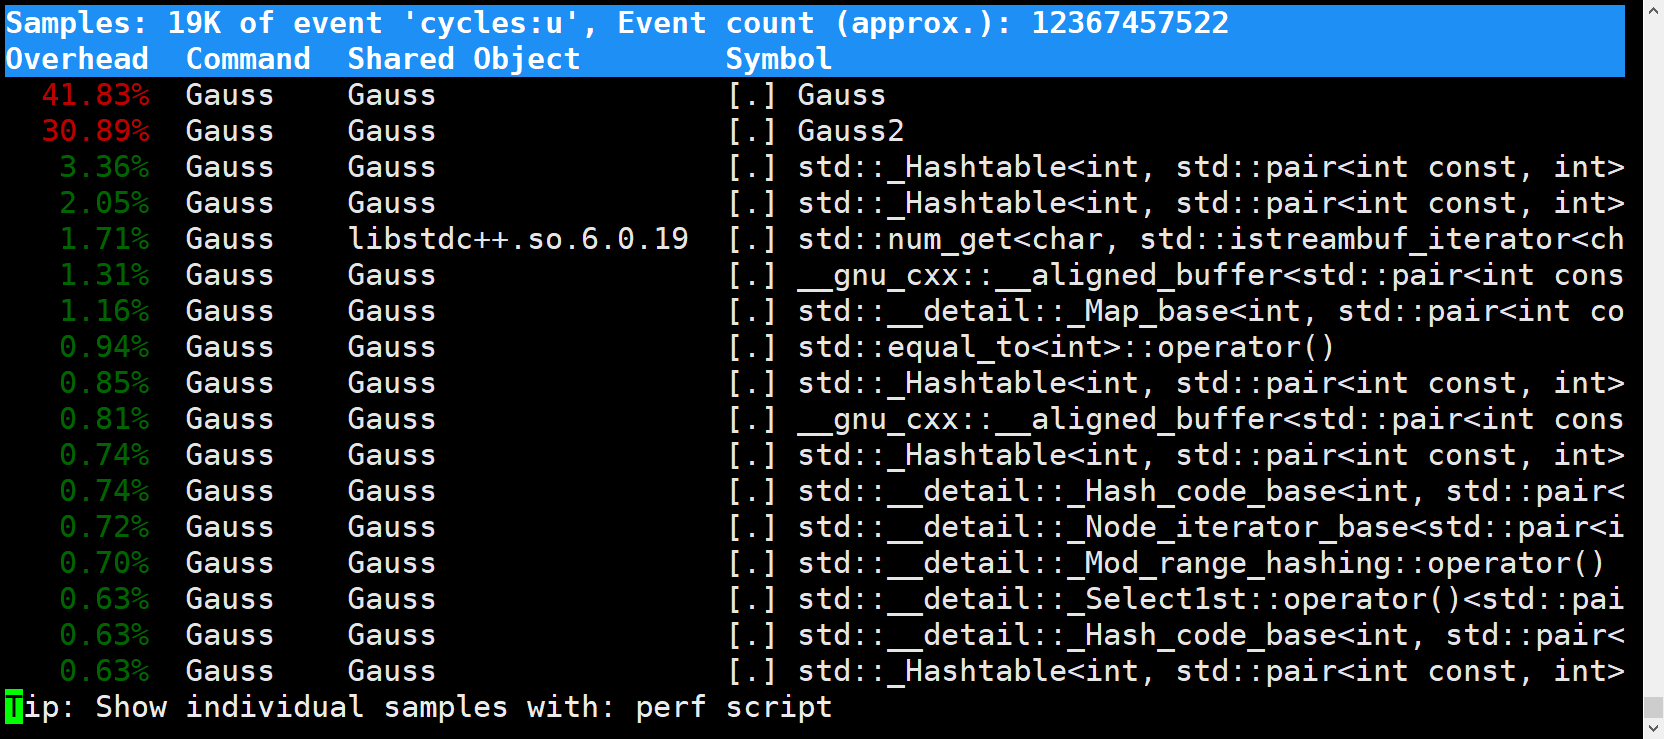 Samples: 19K of event 'cycles:u', Event count (approx.): 12367457522
Overhead  Command  Shared Object        Symbol
  41.83%  Gauss    Gauss                [.] Gauss
  30.89%  Gauss    Gauss                [.] Gauss2
   3.36%  Gauss    Gauss                [.] std::_Hashtable<int, std::pair<int const, int>
   2.05%  Gauss    Gauss                [.] std::_Hashtable<int, std::pair<int const, int>
   1.71%  Gauss    libstdc++.so.6.0.19  [.] std::num_get<char, std::istreambuf_iterator<ch
   1.31%  Gauss    Gauss                [.] __gnu_cxx::__aligned_buffer<std::pair<int cons
   1.16%  Gauss    Gauss                [.] std::__detail::_Map_base<int, std::pair<int co
   0.94%  Gauss    Gauss                [.] std::equal_to<int>::operator()
   0.85%  Gauss    Gauss                [.] std::_Hashtable<int, std::pair<int const, int>
   0.81%  Gauss    Gauss                [.] __gnu_cxx::__aligned_buffer<std::pair<int cons
   0.74%  Gauss    Gauss                [.] std::_Hashtable<int, std::pair<int const, int>
   0.74%  Gauss    Gauss                [.] std::__detail::_Hash_code_base<int, std::pair<
   0.72%  Gauss    Gauss                [.] std::__detail::_Node_iterator_base<std::pair<i
   0.70%  Gauss    Gauss                [.] std::__detail::_Mod_range_hashing::operator()
   0.63%  Gauss    Gauss                [.] std::__detail::_Select1st::operator()<std::pai
   0.63%  Gauss    Gauss                [.] std::__detail::_Hash_code_base<int, std::pair<
   0.63%  Gauss    Gauss                [.] std::_Hashtable<int, std::pair<int const, int>
Tip: Show individual samples with: perf script